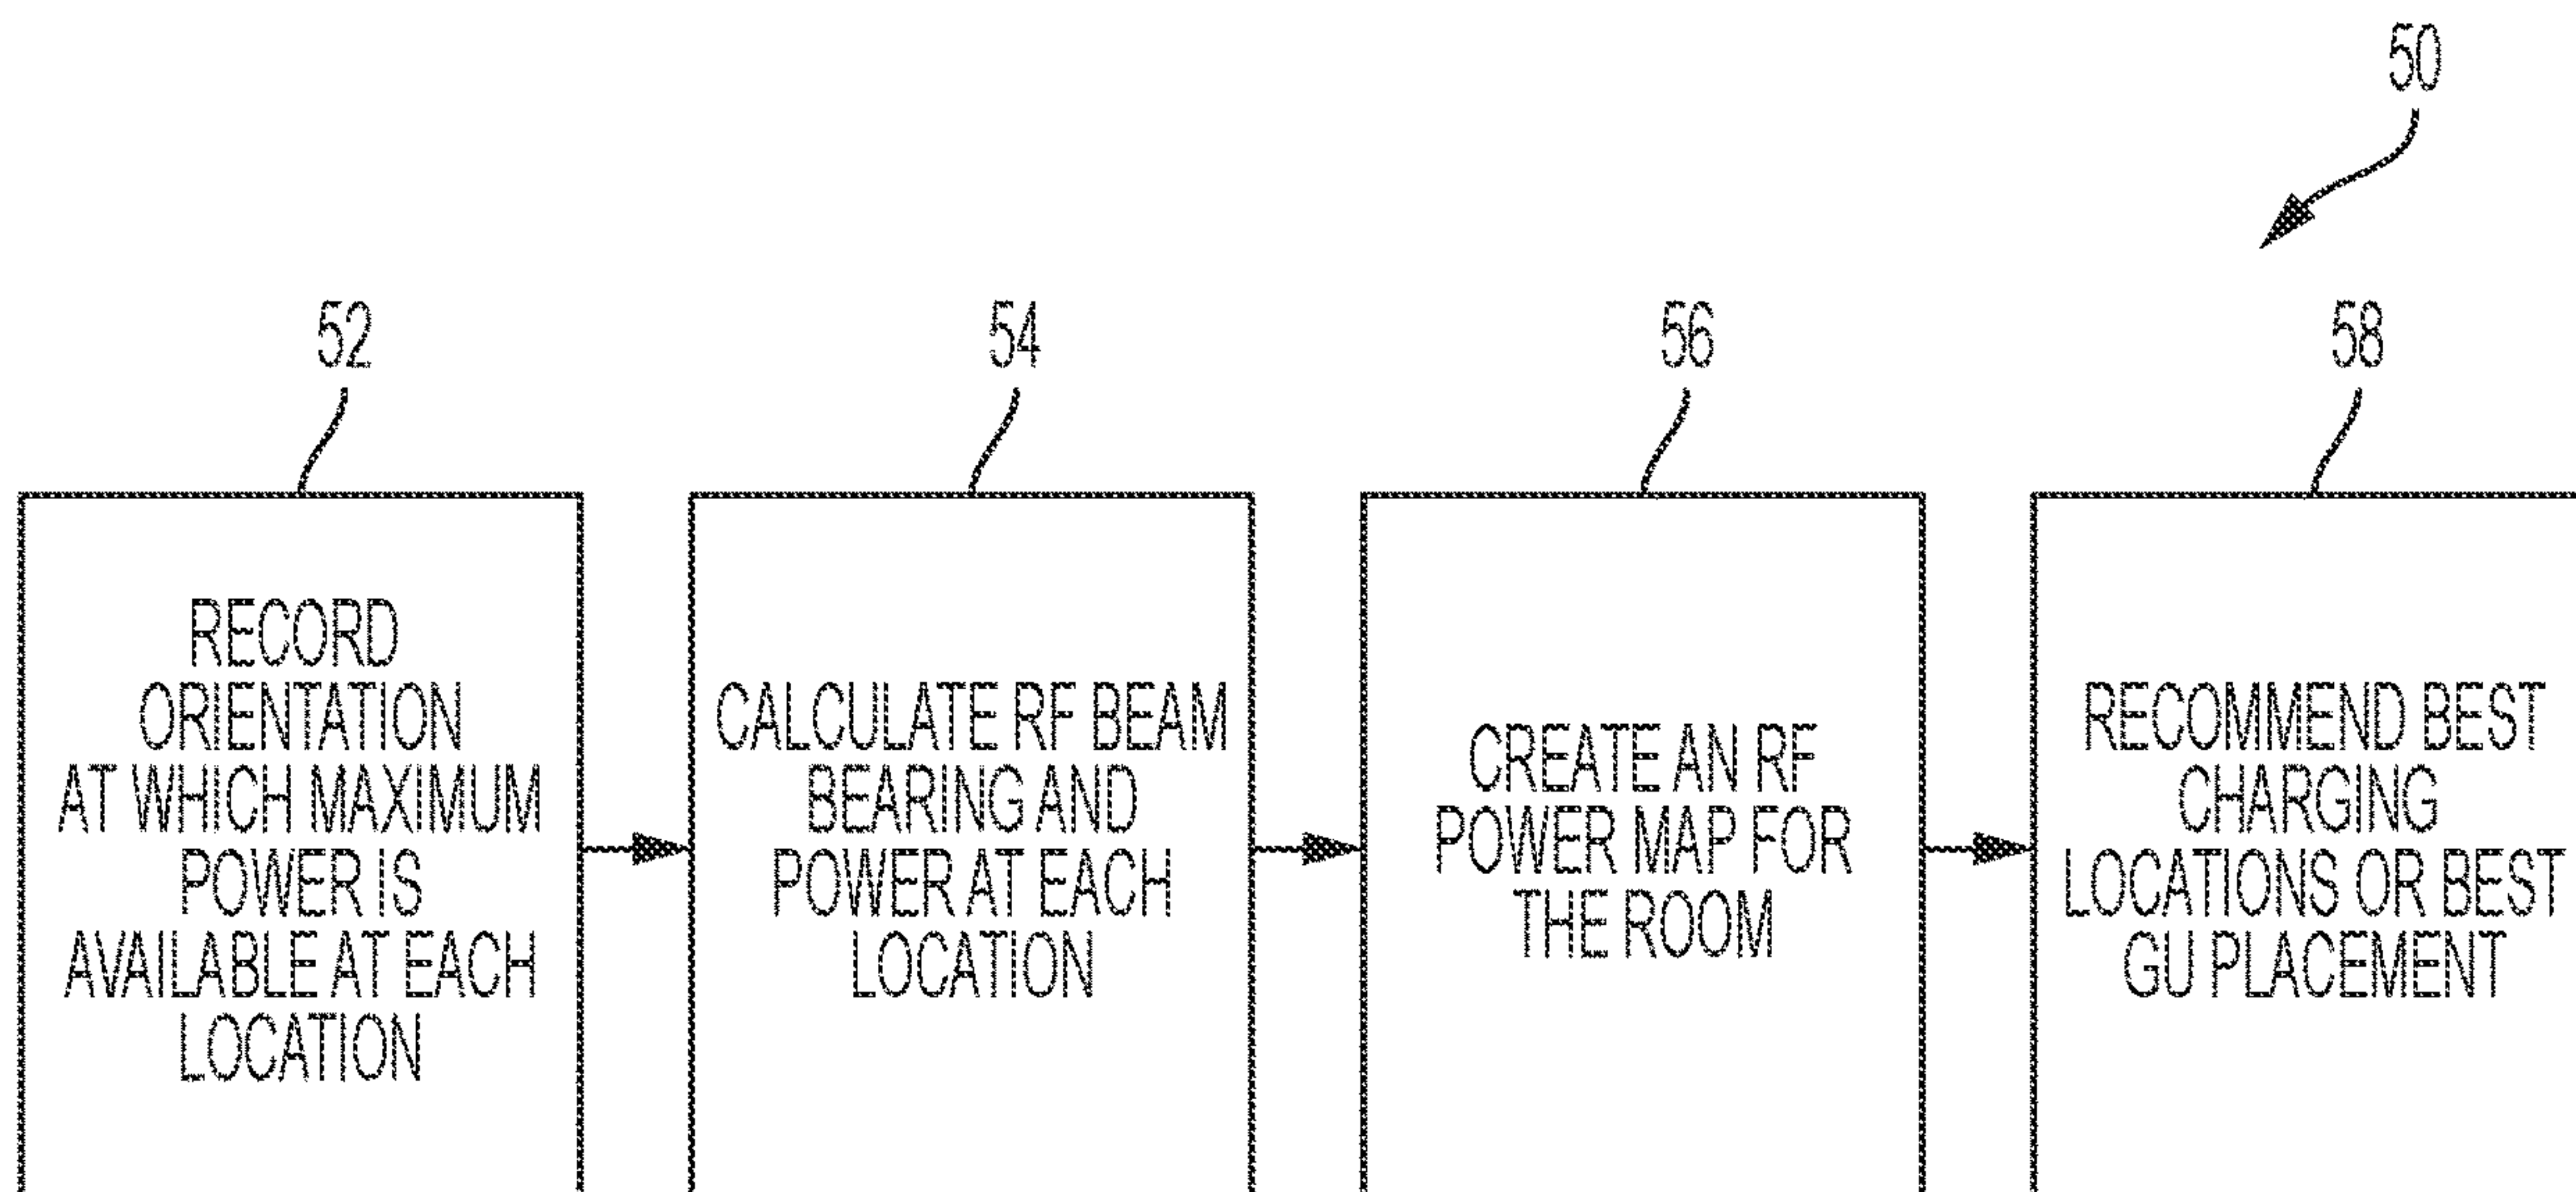 50
52
54
56
58
RECORD
ORIENTATION
AT WHICH MAXIMUM
POWER IS
AVAILABLE AT EACH
LOCATION
CALCULATE RF BEAM
BEARING AND
POWER AT EACH
LOCATION
CREATE AN RF
POWER MAP FOR
THE ROOM
RECOMMEND BEST
CHARGING
LOCATIONS OR BEST
GU PLACEMENT